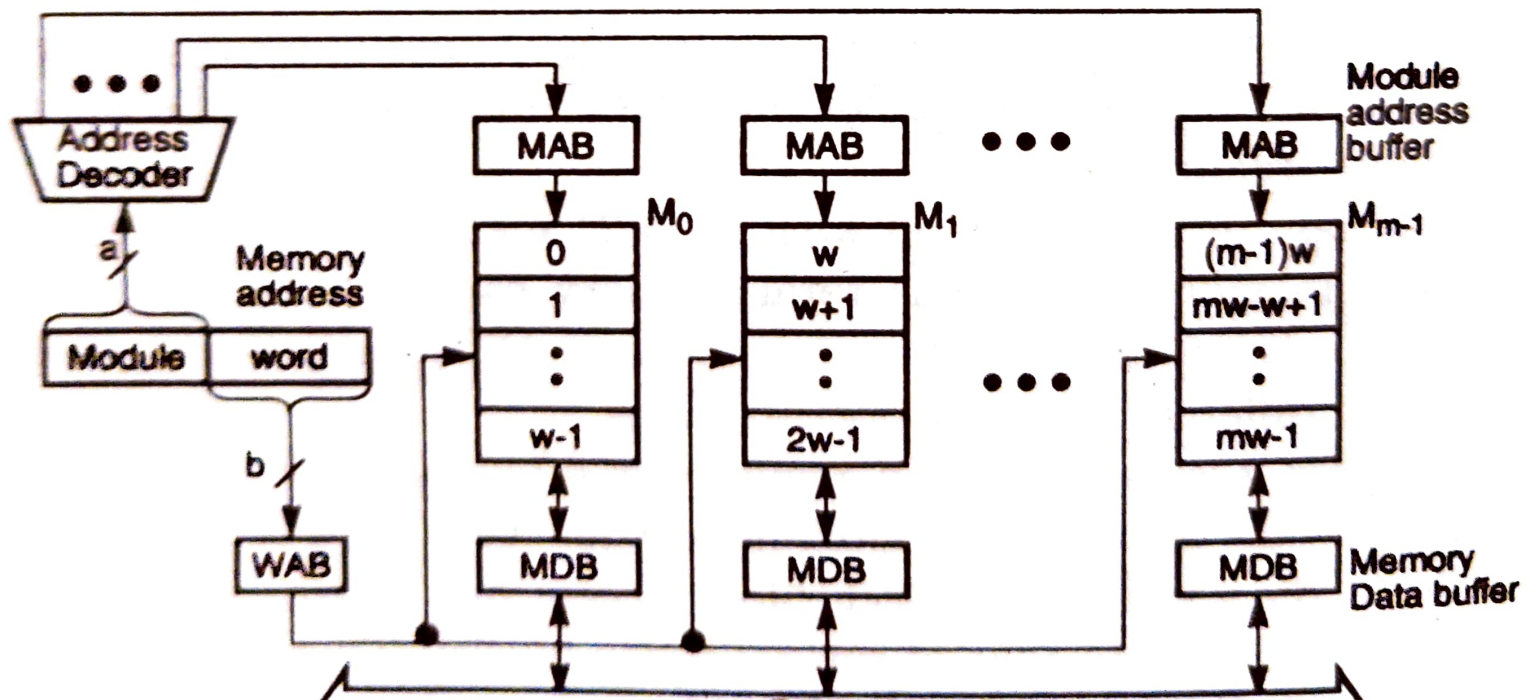 Address
Decoder
a
Memory
address
Module word
b
WAB
MAB
M0
0
1
w-1
MDB
MAB
M1
w
w+1
2w-1
MDB
Module
address
buffer
MAB
Mm-1
(m-1)w
mw-w+1
mw-1
MDB
Memory
Data buffer